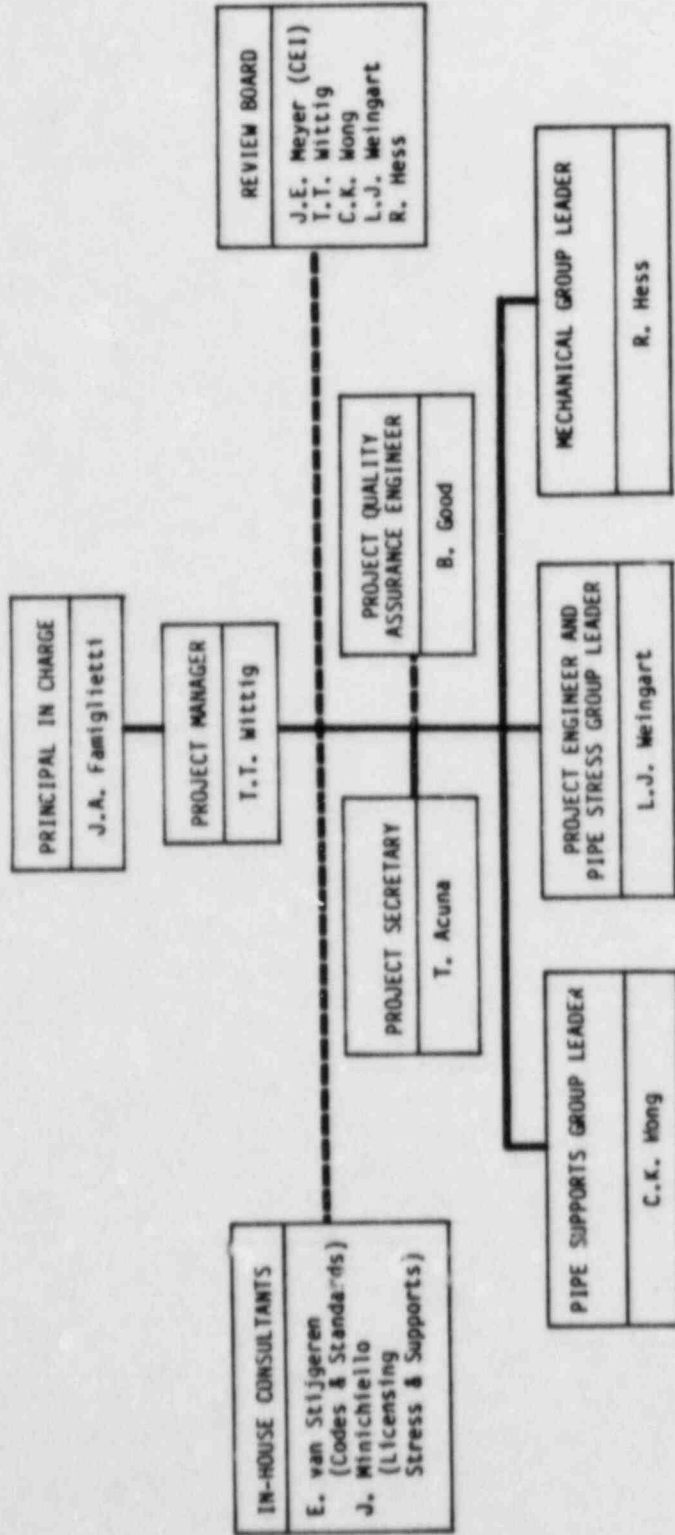 PRINCIPAL IN CHARGE
J.A. Famiglietti
PROJECT MANAGER
T.T. Wittig
IN-HOUSE CONSULTANTS
E. van Stijgeren
(Codes & Standards)
J. Minichiello
(Licensing
Stress & Supports)
REVIEW BOARD
J.E. Meyer (CEI)
T.T. Wittig
C.K. Wong
L.J. Weingart
R. Hess
PROJECT SECRETARY
T. Acuna
PROJECT QUALITY
ASSURANCE ENGINEER
B. Good
PIPE SUPPORTS GROUP LEADER
C.K. Wong
PROJECT ENGINEER AND
PIPE STRESS GROUP LEADER
L.J. Weingart
MECHANICAL GROUP LEADER
R. Hess